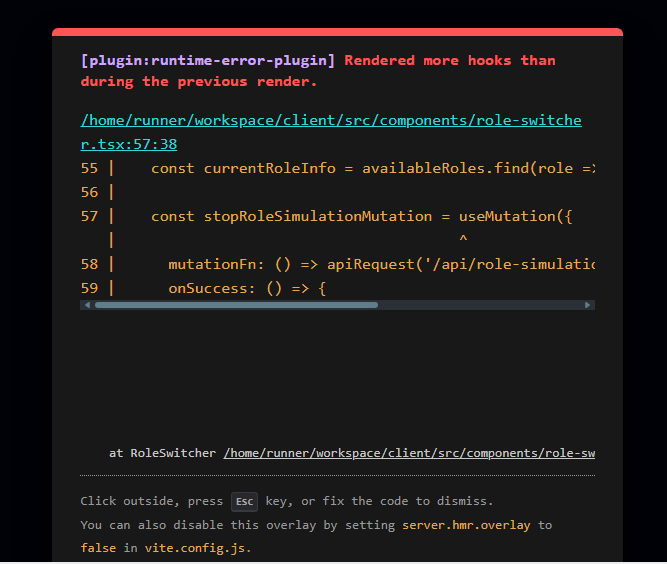 [plugin:runtime-error-plugin] Rendered more hooks than
during the previous render.
/home/runner/workspace/client/src/components/role-switche
r.tsx:57:38
55 |    const currentRoleInfo = availableRoles.find(role =>
56 |
57 |    const stopRoleSimulationMutation = useMutation({
   |                                       ^
58 |      mutationFn: () => apiRequest('/api/role-simulatio
59 |      onSuccess: () => {
at RoleSwitcher /home/runner/workspace/client/src/components/role-sw
Click outside, press Esc key, or fix the code to dismiss.
You can also disable this overlay by setting server.hmr.overlay to
false in vite.config.js.